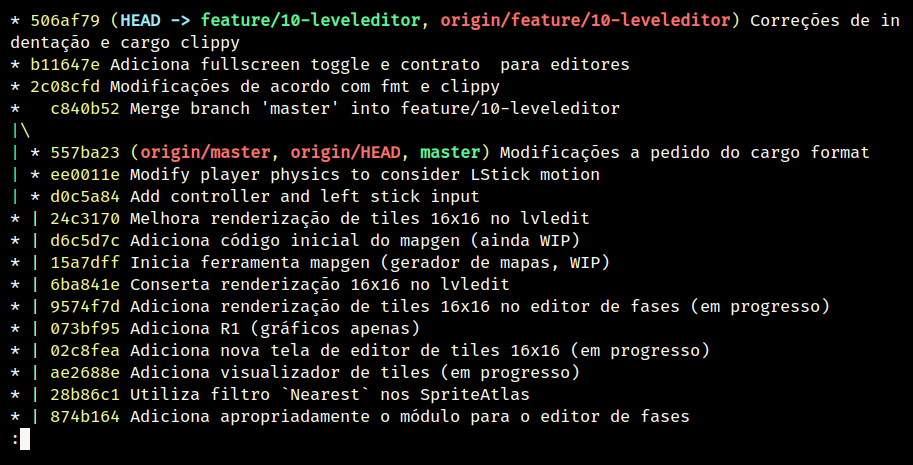 * 506af79 (HEAD -> feature/10-leveleditor, origin/feature/10-leveleditor) Correções de in
dentação e cargo clippy
* b11647e Adiciona fullscreen toggle e contrato  para editores
* 2c08cfd Modificações de acordo com fmt e clippy
*   c840b52 Merge branch 'master' into feature/10-leveleditor
|\
| * 557ba23 (origin/master, origin/HEAD, master) Modificações a pedido do cargo format
| * ee0011e Modify player physics to consider LStick motion
| * d0c5a84 Add controller and left stick input
* | 24c3170 Melhora renderização de tiles 16x16 no lvledit
* | d6c5d7c Adiciona código inicial do mapgen (ainda WIP)
* | 15a7dff Inicia ferramenta mapgen (gerador de mapas, WIP)
* | 6ba841e Conserta renderização 16x16 no lvledit
* | 9574f7d Adiciona renderização de tiles 16x16 no editor de fases (em progresso)
* | 073bf95 Adiciona R1 (gráficos apenas)
* | 02c8fea Adiciona nova tela de editor de tiles 16x16 (em progresso)
* | ae2688e Adiciona visualizador de tiles (em progresso)
* | 28b86c1 Utiliza filtro `Nearest` nos SpriteAtlas
* | 874b164 Adiciona apropriadamente o módulo para o editor de fases
: